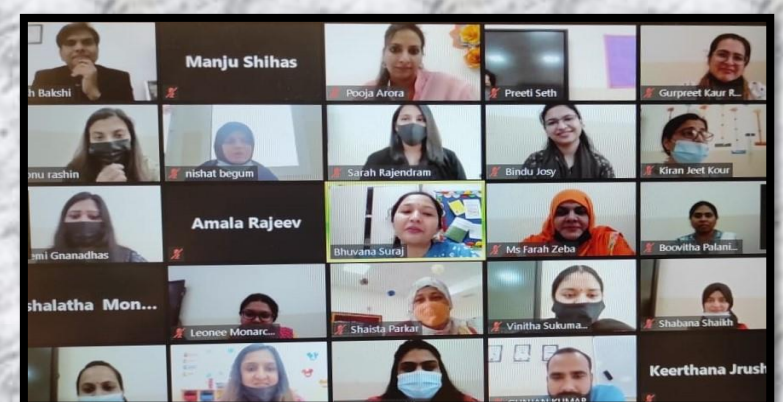 h Bakshi
Manju Shihas
Pooja Arora
Preeti Seth
Gurpreet Kaur R...
onu rashin
nishat begum
Sarah Rajendram
Bindu Josy
Kiran Jeet Kour
emi Gnanadhas
Amala Rajeev
Bhuvana Suraj
Ms Farah Zeba
Boovitha Palani...
shalatha Mon...
Leonee Monarc...
Shaista Parkar
Vinitha Sukuma...
Shabana Shaikh
GUNJAN KUMAR
Keerthana Jrush